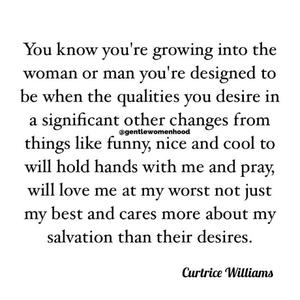 You know you're growing into the
woman or man you're designed to
be when the qualities you desire in
a significant other changes from
@gentlewomenhood
things like funny, nice and cool to
will hold hands with me and pray,
will love me at my worst not just
my best and cares more about my
salvation than their desires.
Curtrice Williams